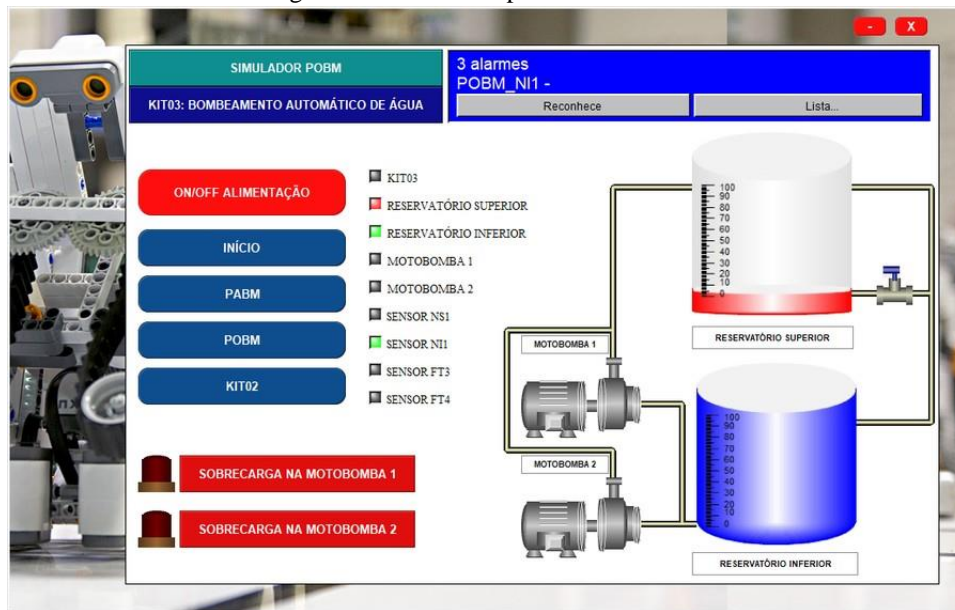 - X
SIMULADOR POBM
KIT03: BOMBEAMENTO AUTOMÁTICO DE ÁGUA
3 alarmes
POBM_NI1 -
Reconhece
Lista...
ON/OFF ALIMENTAÇÃO
INÍCIO
PABM
POBM
KIT02
KIT03
RESERVATÓRIO SUPERIOR
RESERVATÓRIO INFERIOR
MOTOBOMBA 1
MOTOBOMBA 2
SENSOR NS1
SENSOR NI1
SENSOR FT3
SENSOR FT4
SOBRECARGA NA MOTOBOMBA 1
SOBRECARGA NA MOTOBOMBA 2
100
90
80
70
60
50
40
30
20
10
0
RESERVATÓRIO SUPERIOR
MOTOBOMBA 1
MOTOBOMBA 2
100
90
80
70
60
50
40
30
20
10
0
RESERVATÓRIO INFERIOR